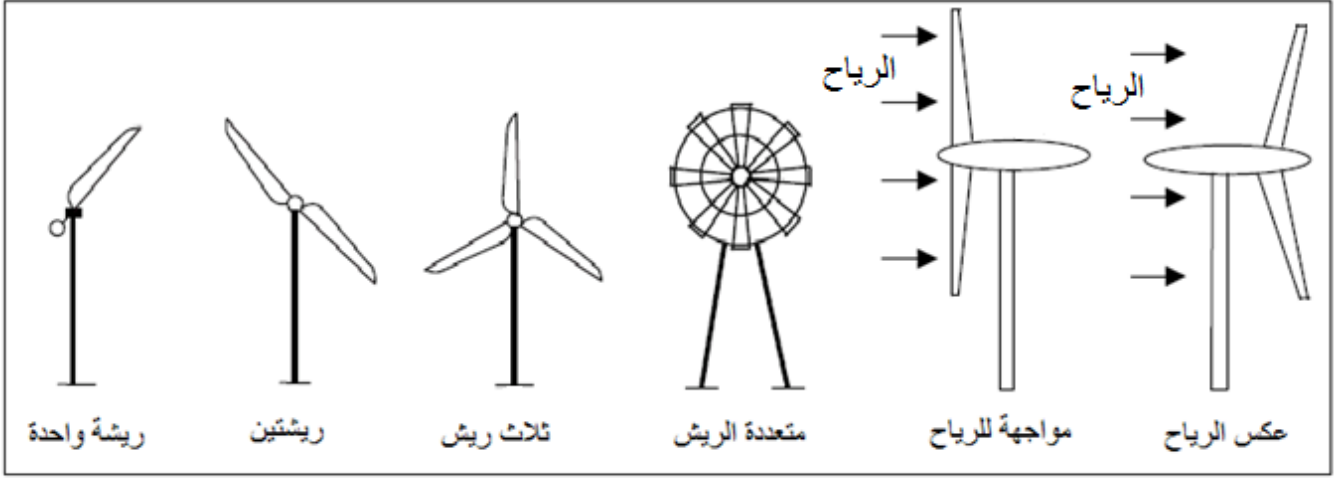 الرياح
الرياح
عكس الرياح
مواجهة للرياح
متعددة الريش
ثلاث ريش
ريشتين
ريشة واحدة